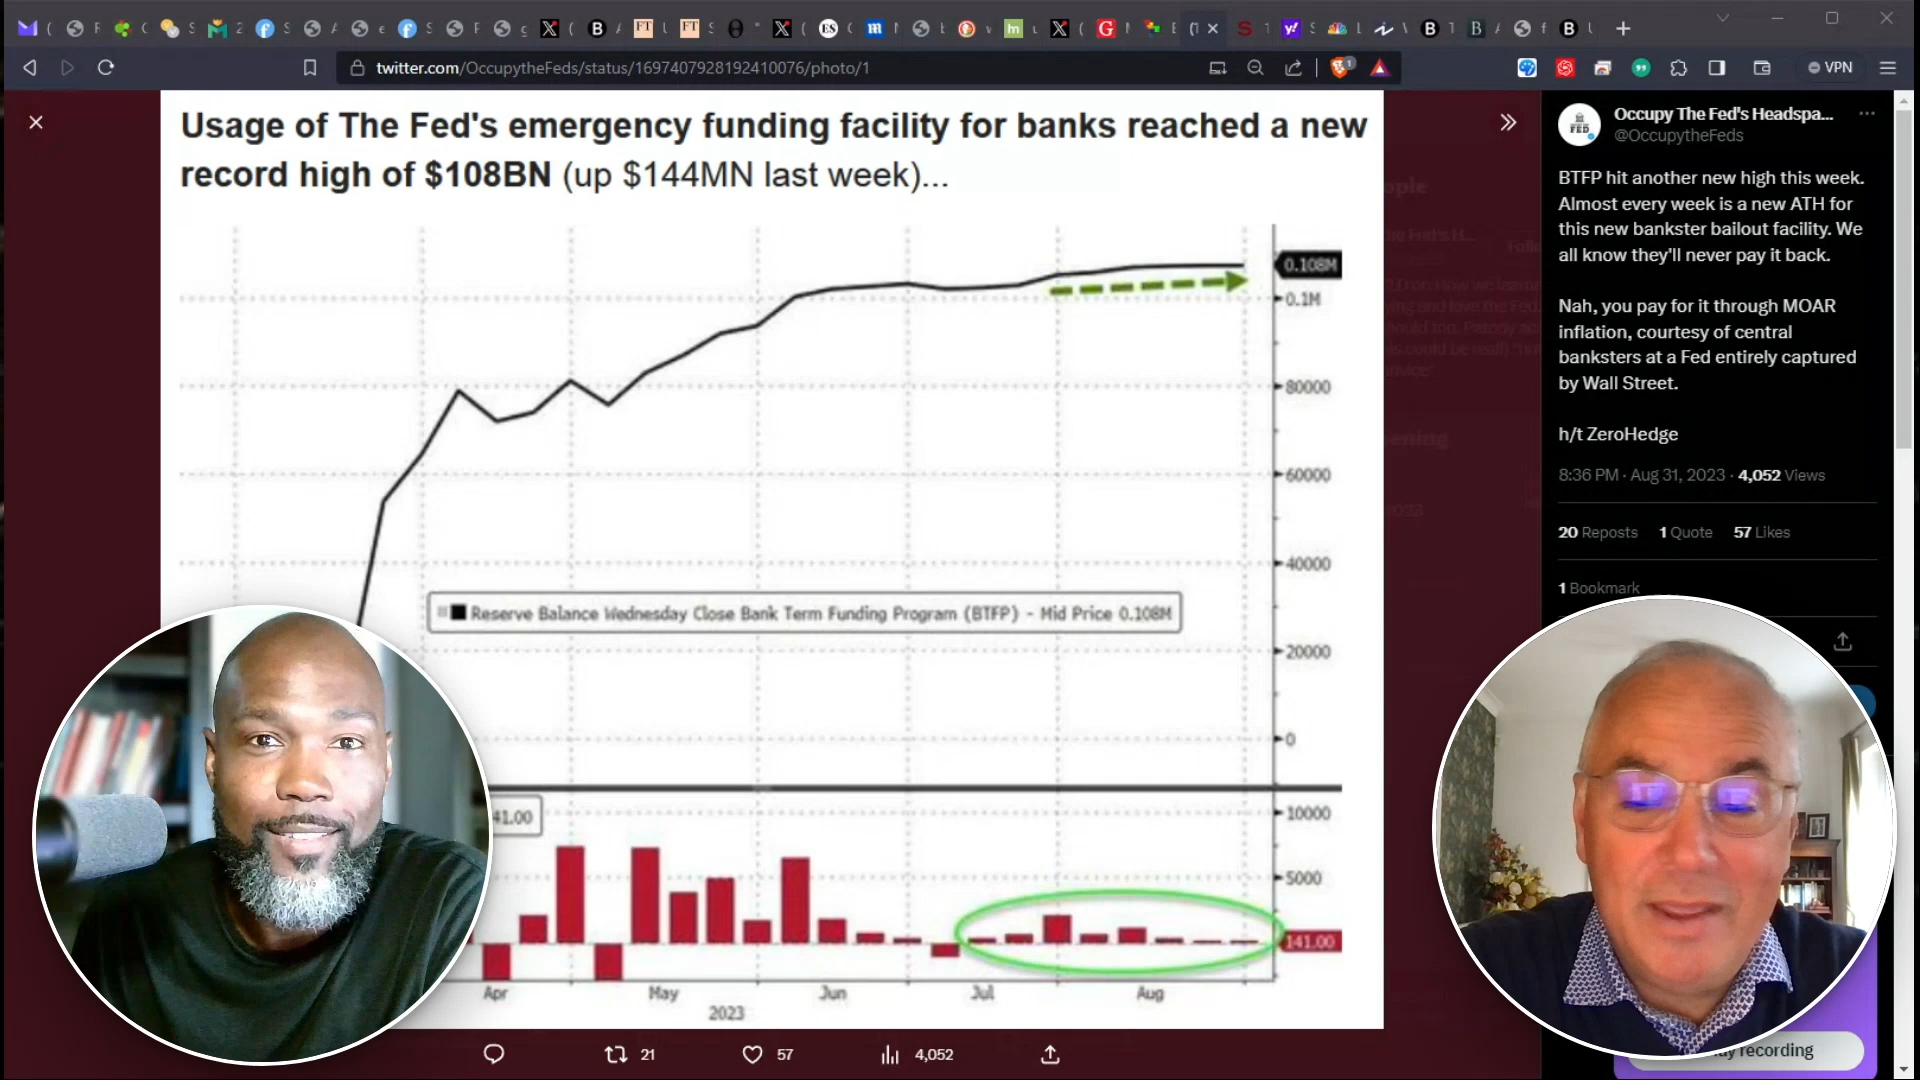 twitter.com/OccupytheFeds/status/1697407928192410076/photo/1
VPN
Usage of The Fed's emergency funding facility for banks reached a new
record high of $108BN (up $144MN last week)...
0.108M
0.1M
80000
60000
40000
20000
0
Reserve Balance Wednesday Close Bank Term Funding Program (BTFP) - Mid Price 0.108M
41.00
10000
5000
141.00
Apr
May
Jun
Jul
Aug
2023
21
57
4,052
Occupy The Fed's Headspa...
@OccupytheFeds
BTFP hit another new high this week.
Almost every week is a new ATH for
this new bankster bailout facility. We
all know they'll never pay it back.
Nah, you pay for it through MOAR
inflation, courtesy of central
banksters at a Fed entirely captured
by Wall Street.
h/t ZeroHedge
8:36 PM · Aug 31, 2023 · 4,052 Views
20 Reposts 1 Quote 57 Likes
1 Bookmark
recording